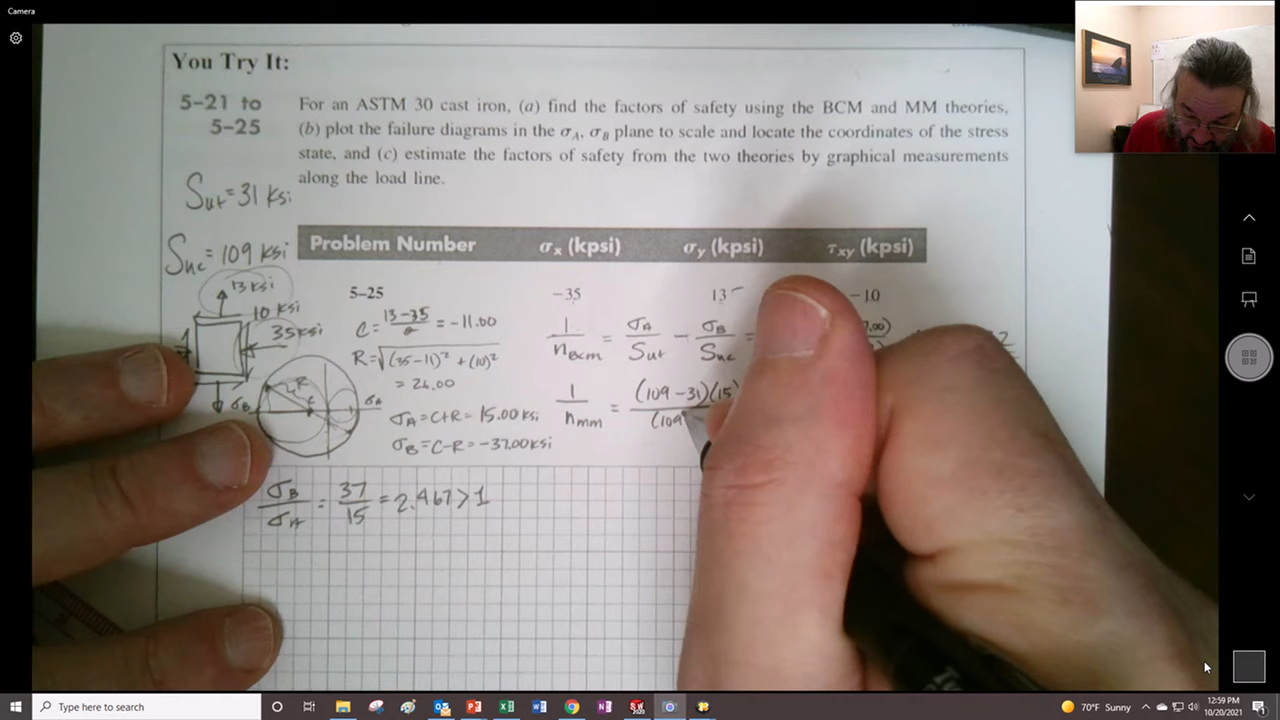 Camera
You Try It:
5-21 to
5-25
For an ASTM 30 cast iron, (a) find the factors of safety using the BCM and MM theories,
(b) plot the failure diagrams in the σA, σB plane to scale and locate the coordinates of the stress
state, and (c) estimate the factors of safety from the two theories by graphical measurements
along the load line.
Sut = 31 ksi
Suc = 109 ksi
Problem Number σx (kpsi) σy (kpsi) τxy (kpsi)
5-25 -35 13 -10
13 ksi
10 ksi
35 ksi
C = 13-35/2 = -11.00
R = √(35-11)² + (10)²
= 26.00
σA = C+R = 15.00 ksi
σB = C-R = -37.00 ksi
R
C
σB
σA
1/nBCM = σA/Sut - σB/Suc =
1/nMM = (109-31)(15)/(109
σB/σA = 37/15 = 2.467 > 1
Type here to search
70°F Sunny
12:59 PM
10/20/2021